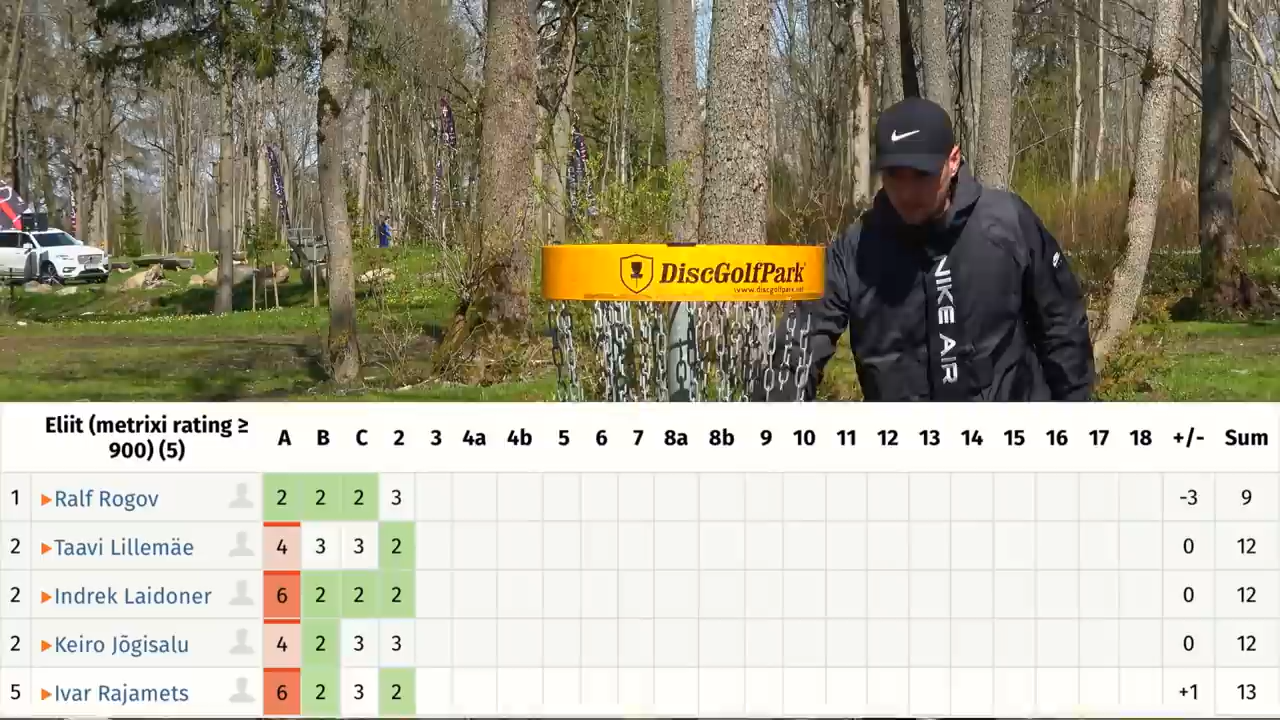 DiscGolfPark
www.discgolfpark.net
NIKE AIR
Eliit (metrixi rating ≥ 900) (5) A B C 2 3 4a 4b 5 6 7 8a 8b 9 10 11 12 13 14 15 16 17 18 +/- Sum
1 Ralf Rogov 2 2 2 3 -3 9
2 Taavi Lillemäe 4 3 3 2 0 12
2 Indrek Laidoner 6 2 2 2 0 12
2 Keiro Jõgisalu 4 2 3 3 0 12
5 Ivar Rajamets 6 2 3 2 +1 13